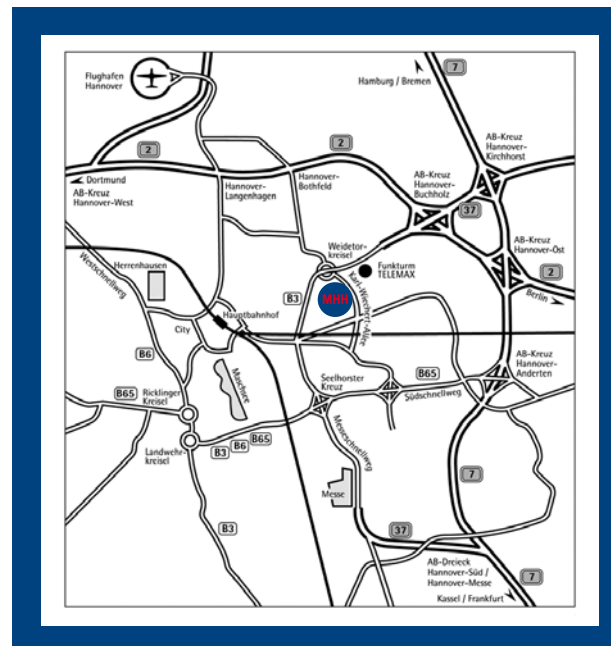 7
Flughafen
Hannover
Hamburg / Bremen
AB-Kreuz
Hannover-
Kirchhorst
2
2
Dortmund
AB-Kreuz
Hannover-West
Hannover-
Langenhagen
Hannover-
Bothfeld
AB-Kreuz
Hannover-
Buchholz
37
Weidetor-
kreisel
Funkturm
TELEMAX
AB-Kreuz
Hannover-Ost
2
Berlin
Westschnellweg
Herrenhausen
B3
MHH
Karl-Wiechert-Allee
Hauptbahnhof
City
B6
Maschsee
B65
Ricklinger
Kreisel
Seelhorster
Kreuz
B65
Südschnellweg
AB-Kreuz
Hannover-
Anderten
Landwehr-
kreisel
B3
B6
B65
Messeschnellweg
Messe
7
B3
37
AB-Dreieck
Hannover-Süd /
Hannover-Messe
7
Kassel / Frankfurt